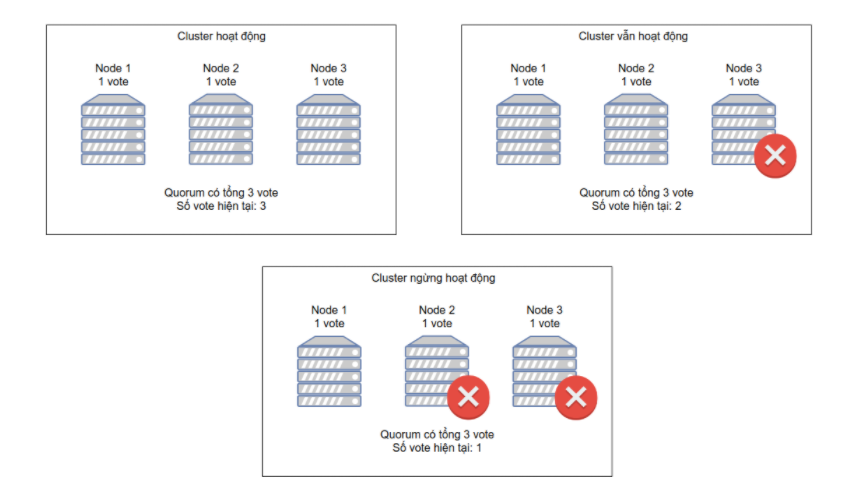 Cluster hoạt động
Node 1 Node 2 Node 3
1 vote 1 vote 1 vote
Quorum có tổng 3 vote
Số vote hiện tại: 3
Cluster vẫn hoạt động
Node 1 Node 2 Node 3
1 vote 1 vote 1 vote
Quorum có tổng 3 vote
Số vote hiện tại: 2
Cluster ngừng hoạt động
Node 1 Node 2 Node 3
1 vote 1 vote 1 vote
Quorum có tổng 3 vote
Số vote hiện tại: 1